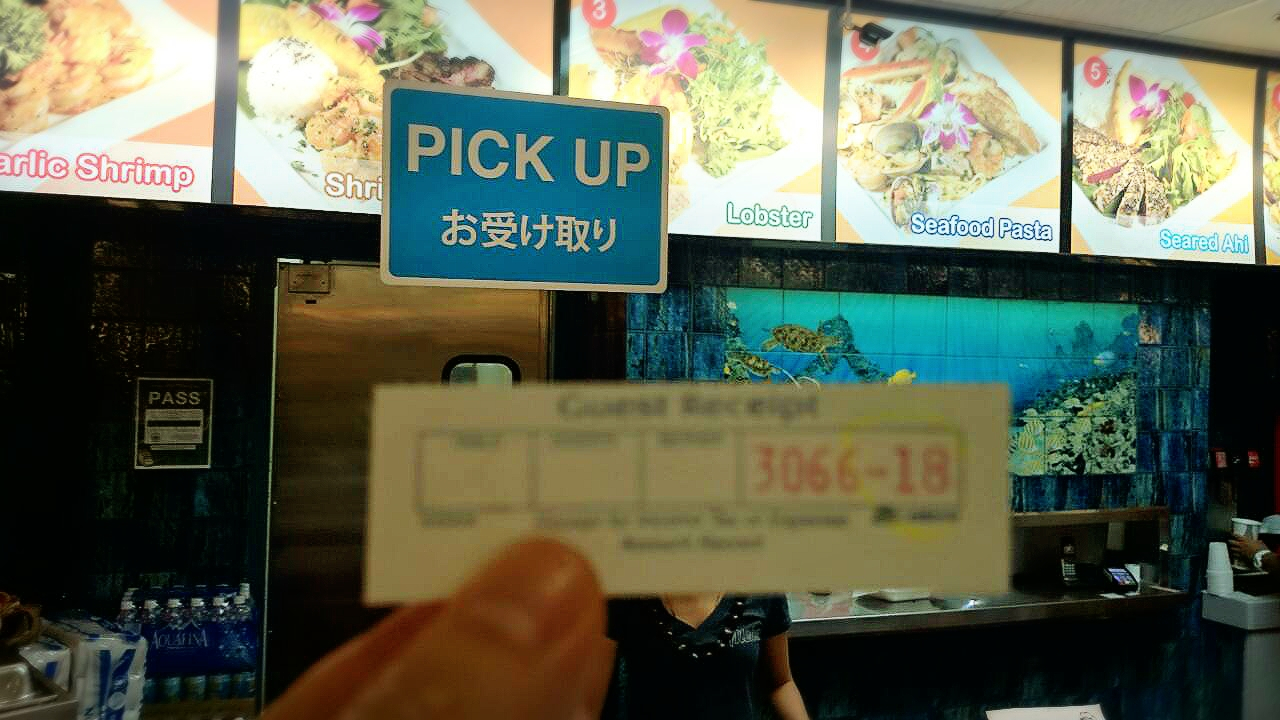 3
5
arlic Shrimp
Shri
Lobster
Seafood Pasta
Seared Ahi
PICK UP
お受け取り
PASS
Guest Receipt
3066-18
AQUAFINA